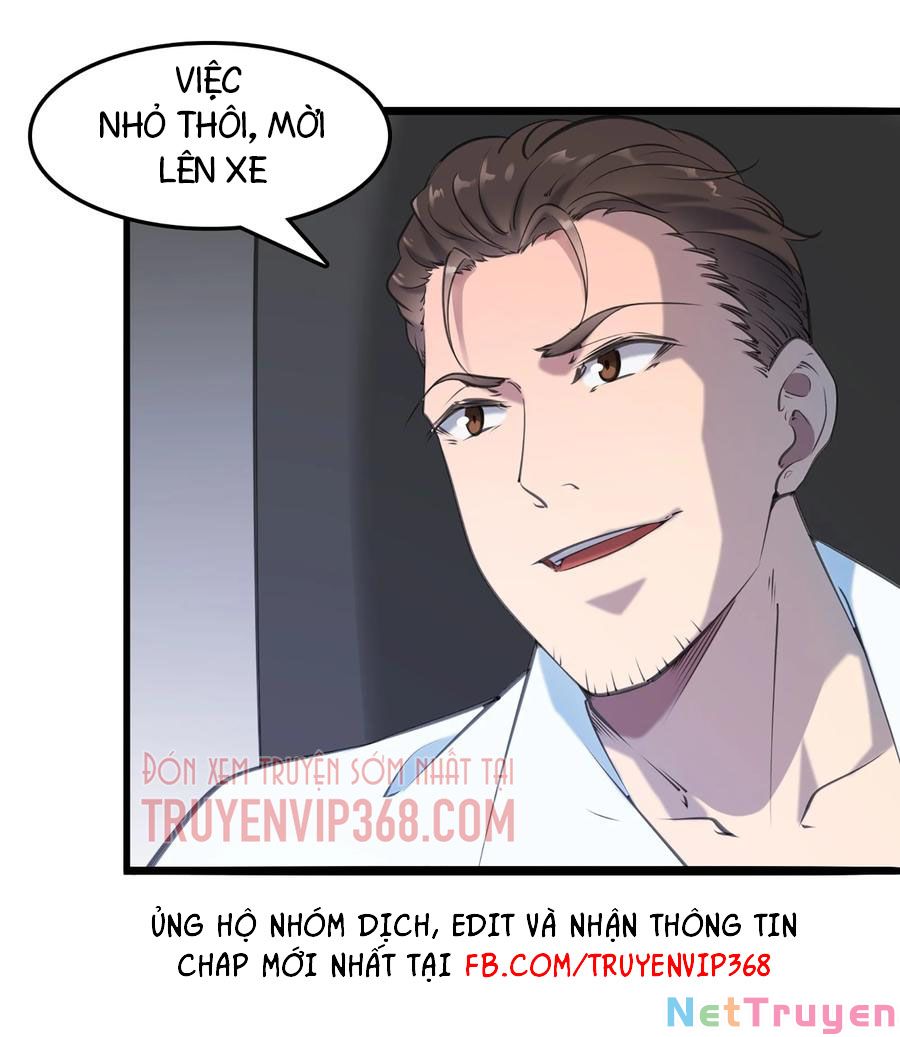 VIỆC
NHỎ THÔI, MỜI
LÊN XE
ĐÓN XEM TRUYỆN SỚM NHẤT TẠI
TRUYENVIP368.COM
ỦNG HỘ NHÓM DỊCH, EDIT VÀ NHẬN THÔNG TIN
CHAP MỚI NHẤT TẠI FB.COM/TRUYENVIP368
NetTruyen